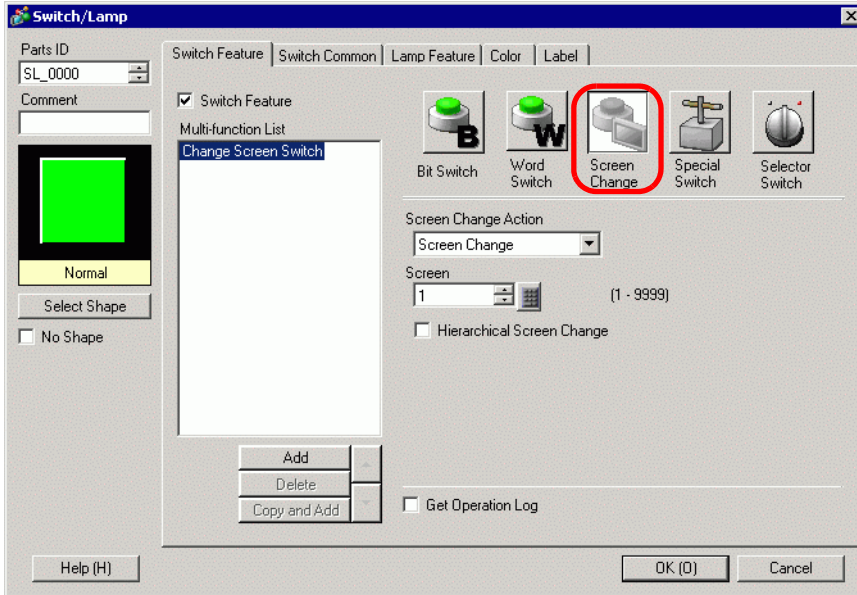 Switch/Lamp
Parts ID
SL_0000
Comment
Normal
Select Shape
No Shape
Switch Feature
Switch Common
Lamp Feature
Color
Label
Switch Feature
Multi-function List
Change Screen Switch
Add
Delete
Copy and Add
B
W
Bit Switch
Word
Switch
Screen
Change
Special
Switch
Selector
Switch
Screen Change Action
Screen Change
Screen
1
(1 - 9999)
Hierarchical Screen Change
Get Operation Log
Help (H)
OK (O)
Cancel